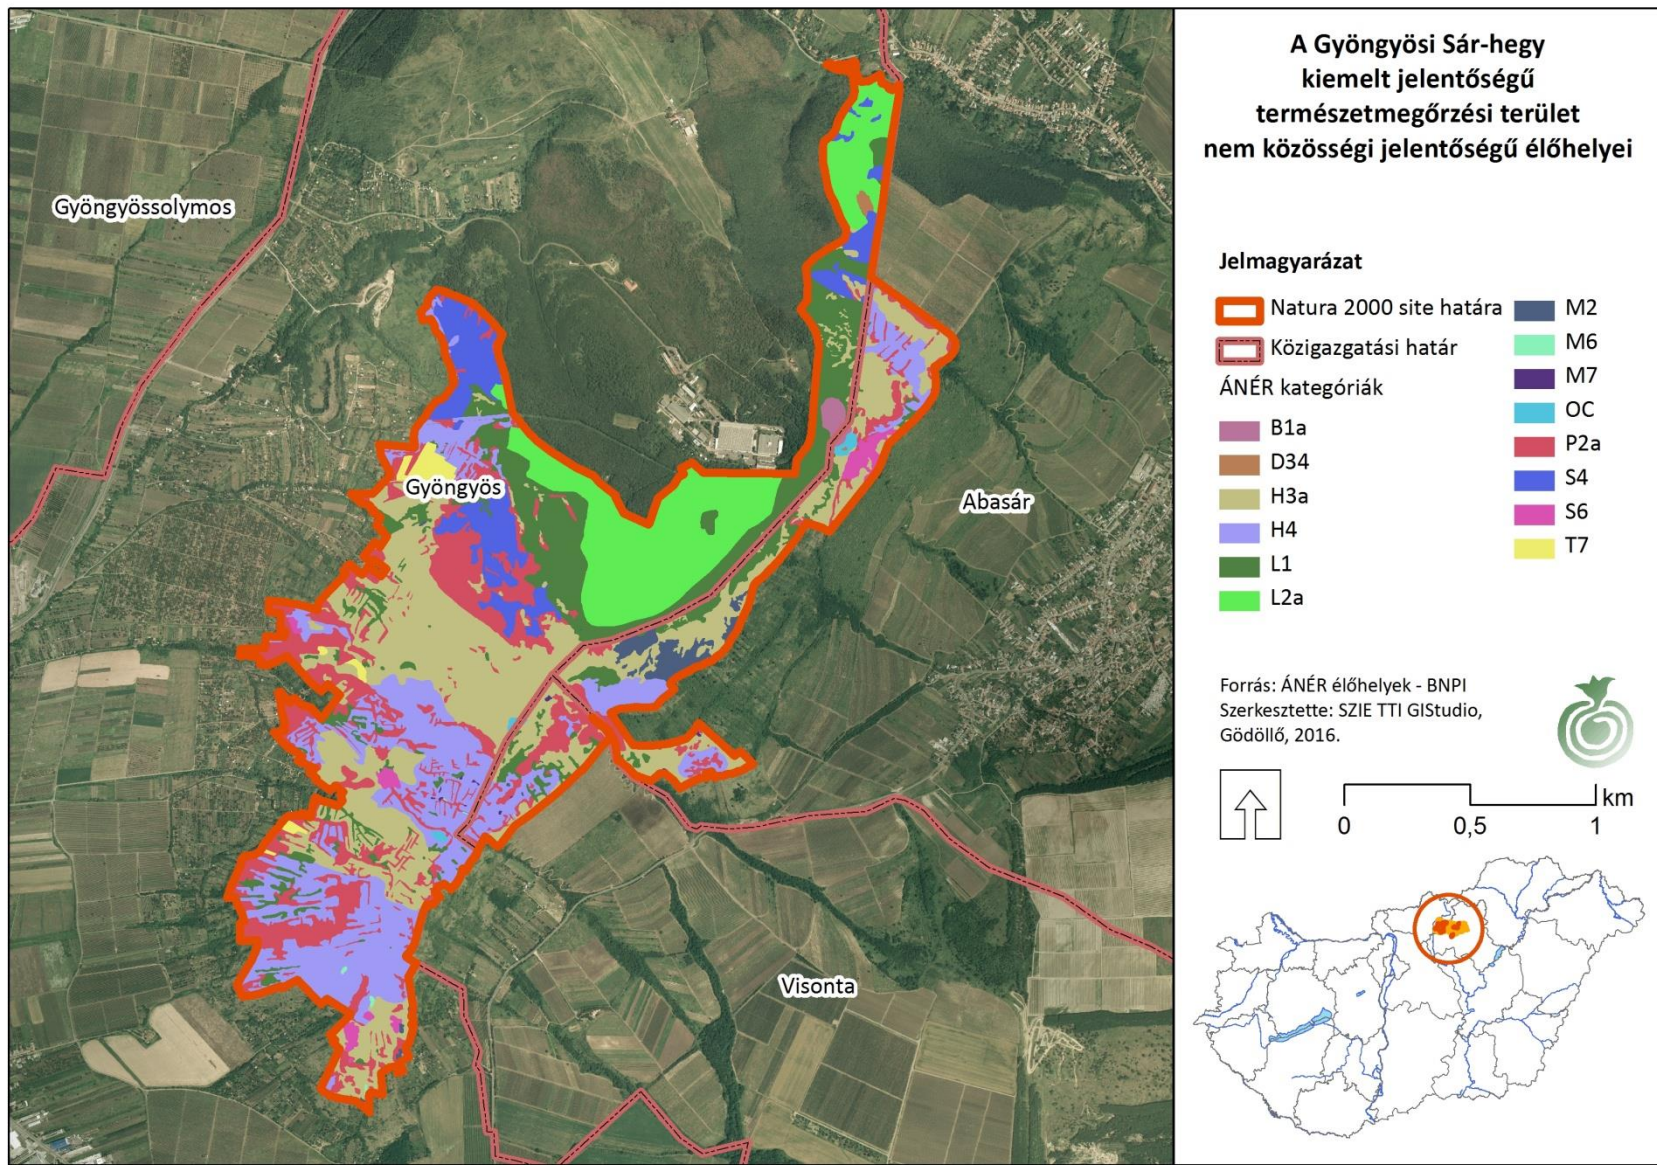 A Gyöngyösi Sár-hegy
kiemelt jelentőségű
természetmegőrzési terület
nem közösségi jelentőségű élőhelyei
Gyöngyössolymos
Gyöngyös
Abasár
Visonta
Jelmagyarázat
Natura 2000 site határa
Közigazgatási határ
ÁNÉR kategóriák
B1a
D34
H3a
H4
L1
L2a
M2
M6
M7
OC
P2a
S4
S6
T7
Forrás: ÁNÉR élőhelyek - BNPI
Szerkesztette: SZIE TTI GIStudio,
Gödöllő, 2016.
km
0 0,5 1